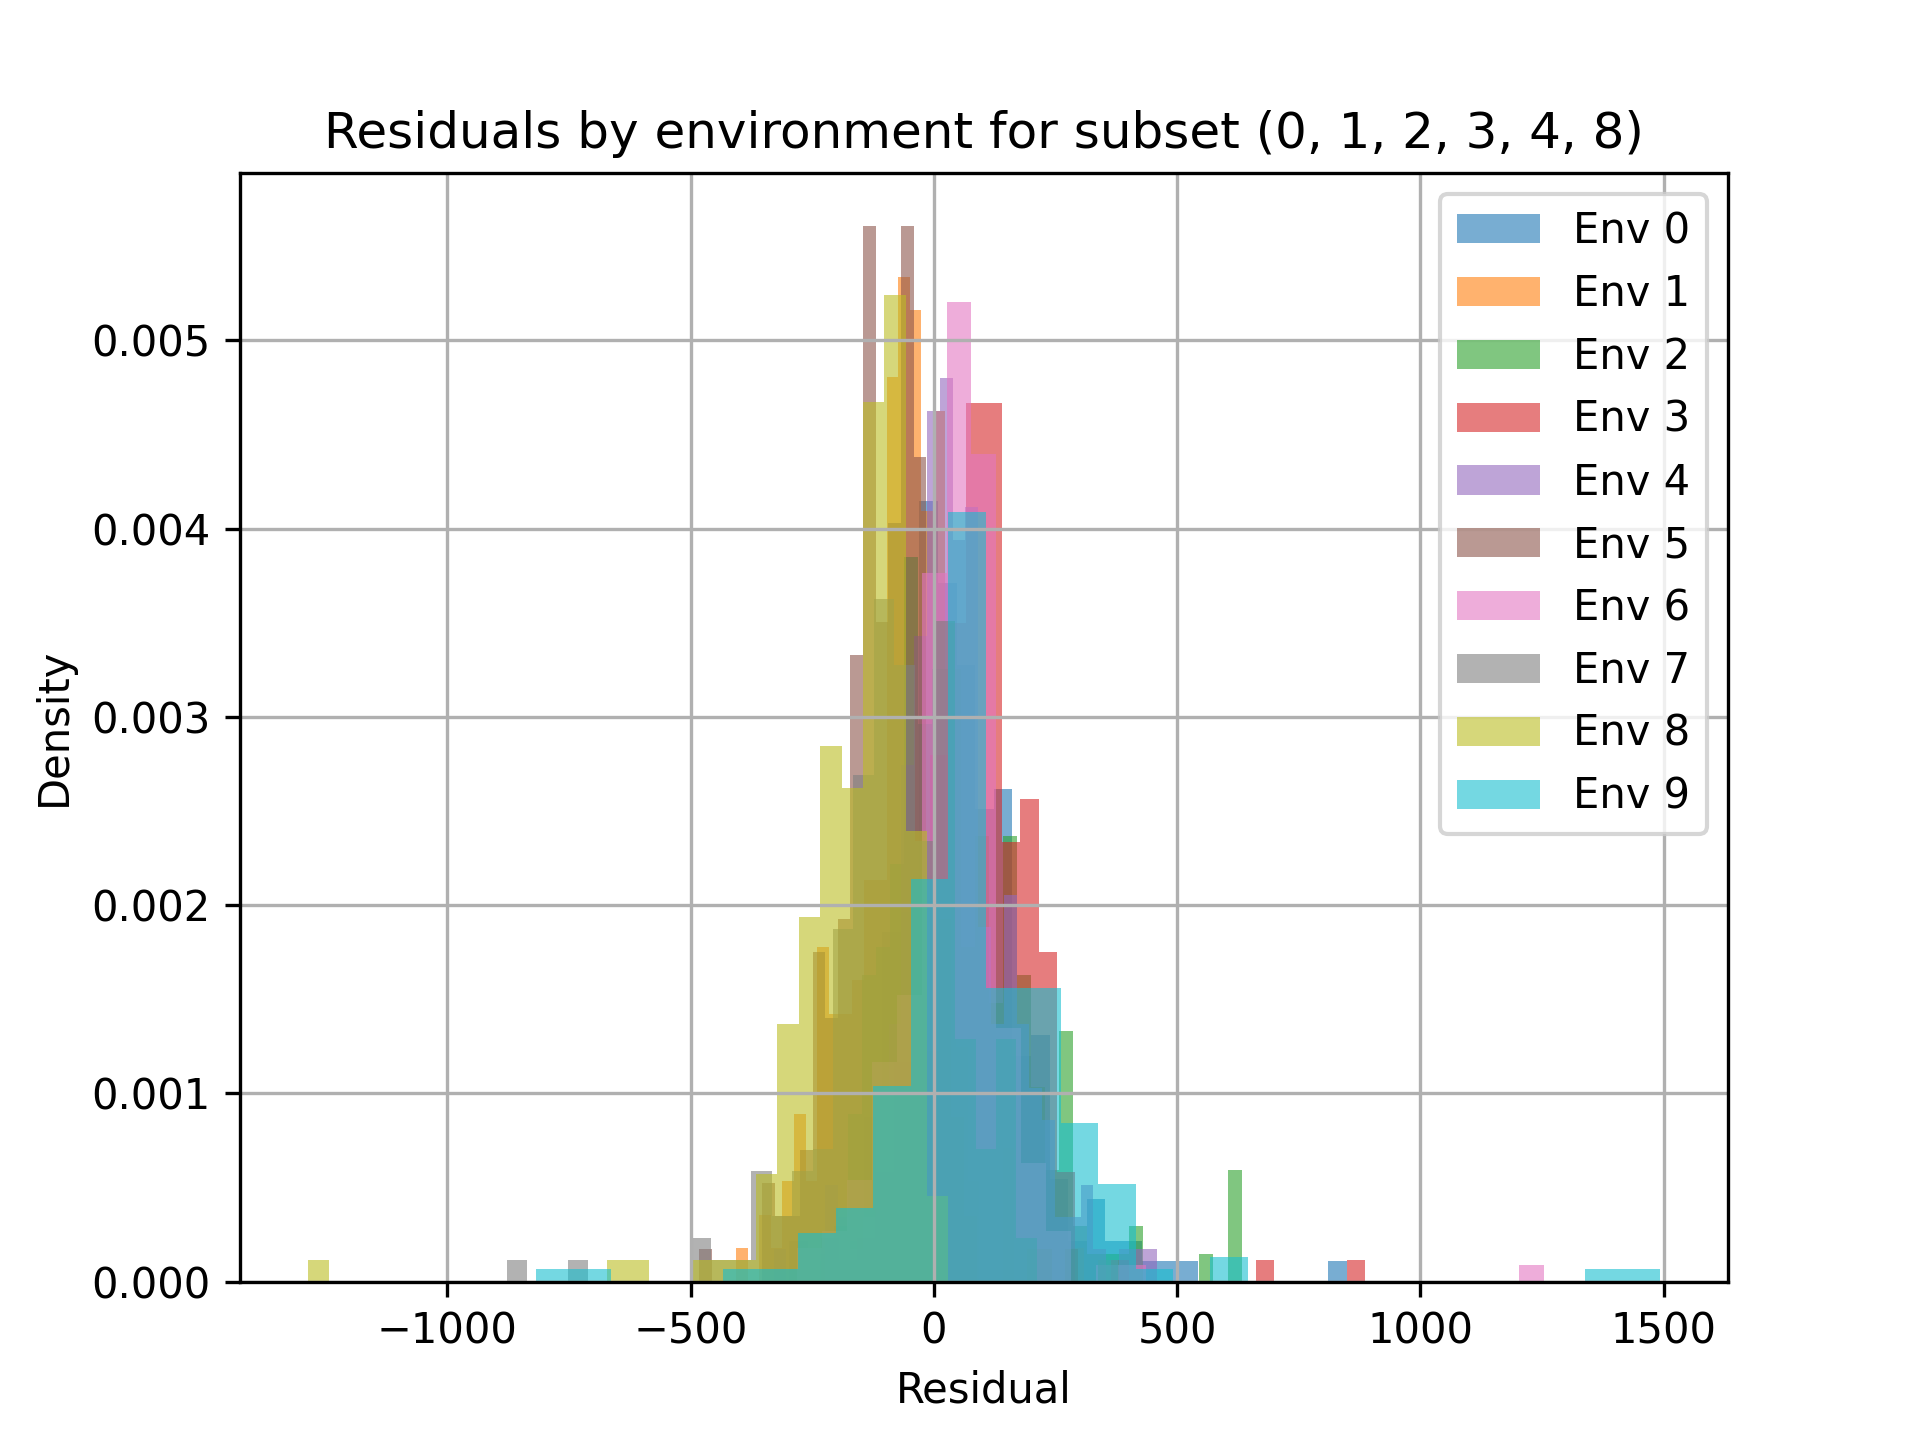 Residuals by environment for subset (0, 1, 2, 3, 4, 8)
Env 0
Env 1
Env 2
Env 3
Env 4
Env 5
Env 6
Env 7
Env 8
Env 9
Density
0.005
0.004
0.003
0.002
0.001
0.000
−1000 −500 0 500 1000 1500
Residual